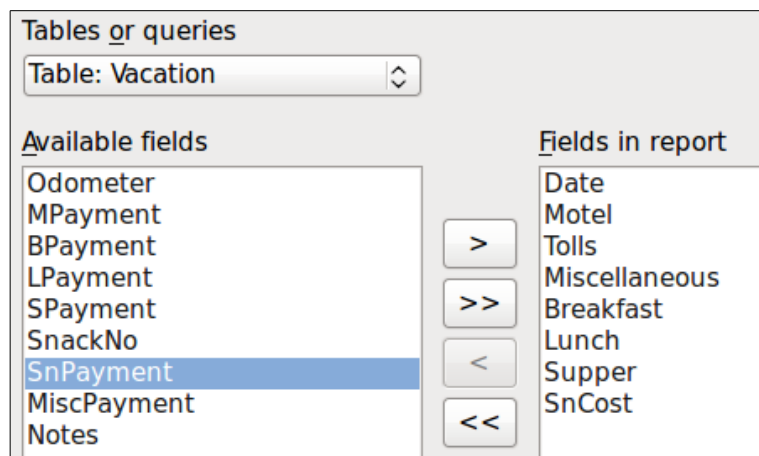 Tables or queries
Table: Vacation
Available fields
Odometer
MPayment
BPayment
LPayment
SPayment
SnackNo
SnPayment
MiscPayment
Notes
>
>>
<
<<
Fields in report
Date
Motel
Tolls
Miscellaneous
Breakfast
Lunch
Supper
SnCost